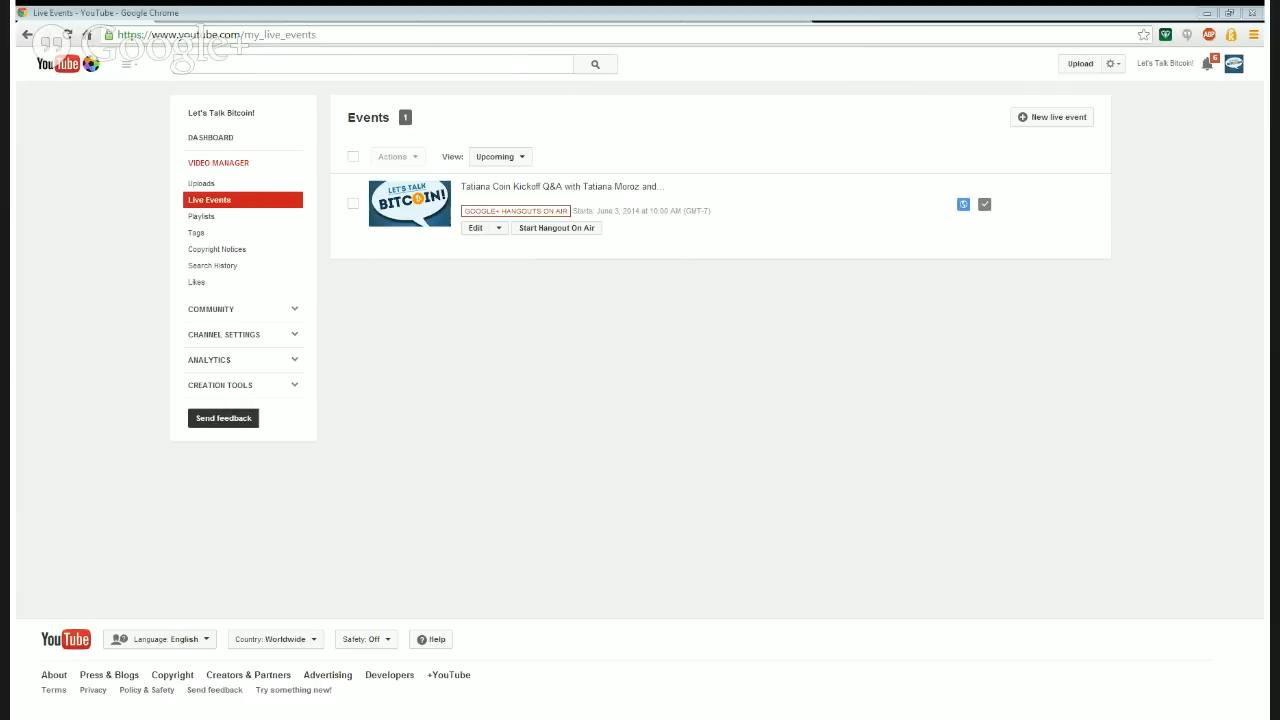 Live Events - YouTube - Google Chrome
https://www.youtube.com/my_live_events
Google+
YouTube
Upload
Let's Talk Bitcoin!
6
Let's Talk Bitcoin!
DASHBOARD
VIDEO MANAGER
Uploads
Live Events
Playlists
Tags
Copyright Notices
Search History
Likes
COMMUNITY
CHANNEL SETTINGS
ANALYTICS
CREATION TOOLS
Send feedback
Events 1
New live event
Actions View: Upcoming
LET'S TALK
BITCOIN!
Tatiana Coin Kickoff Q&A with Tatiana Moroz and...
GOOGLE+ HANGOUTS ON AIR Starts: June 3, 2014 at 10:00 AM (GMT-7)
Edit Start Hangout On Air
YouTube Language: English Country: Worldwide Safety: Off Help
About Press & Blogs Copyright Creators & Partners Advertising Developers +YouTube
Terms Privacy Policy & Safety Send feedback Try something new!